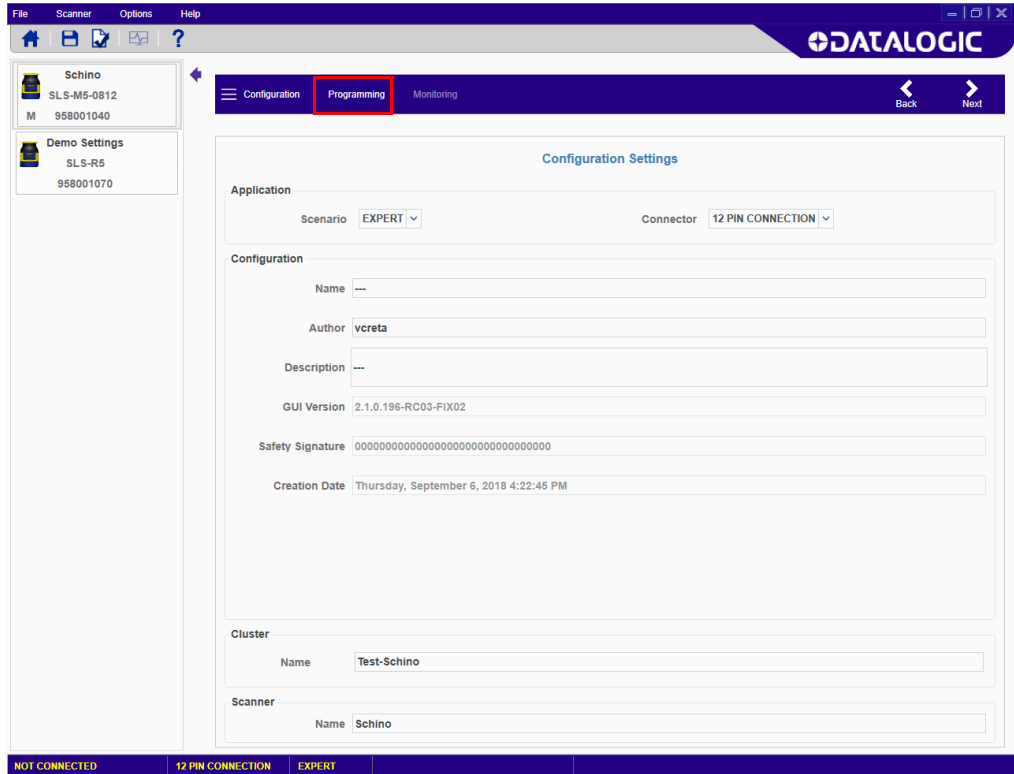 File Scanner Options Help
DATALOGIC
Schino
SLS-M5-0812
M 958001040
Demo Settings
SLS-R5
958001070
Configuration Programming Monitoring Back Next
Configuration Settings
Application
Scenario EXPERT Connector 12 PIN CONNECTION
Configuration
Name ---
Author vcreta
Description ---
GUI Version 2.1.0.196-RC03-FIX02
Safety Signature 00000000000000000000000000000000
Creation Date Thursday, September 6, 2018 4:22:45 PM
Cluster
Name Test-Schino
Scanner
Name Schino
NOT CONNECTED 12 PIN CONNECTION EXPERT